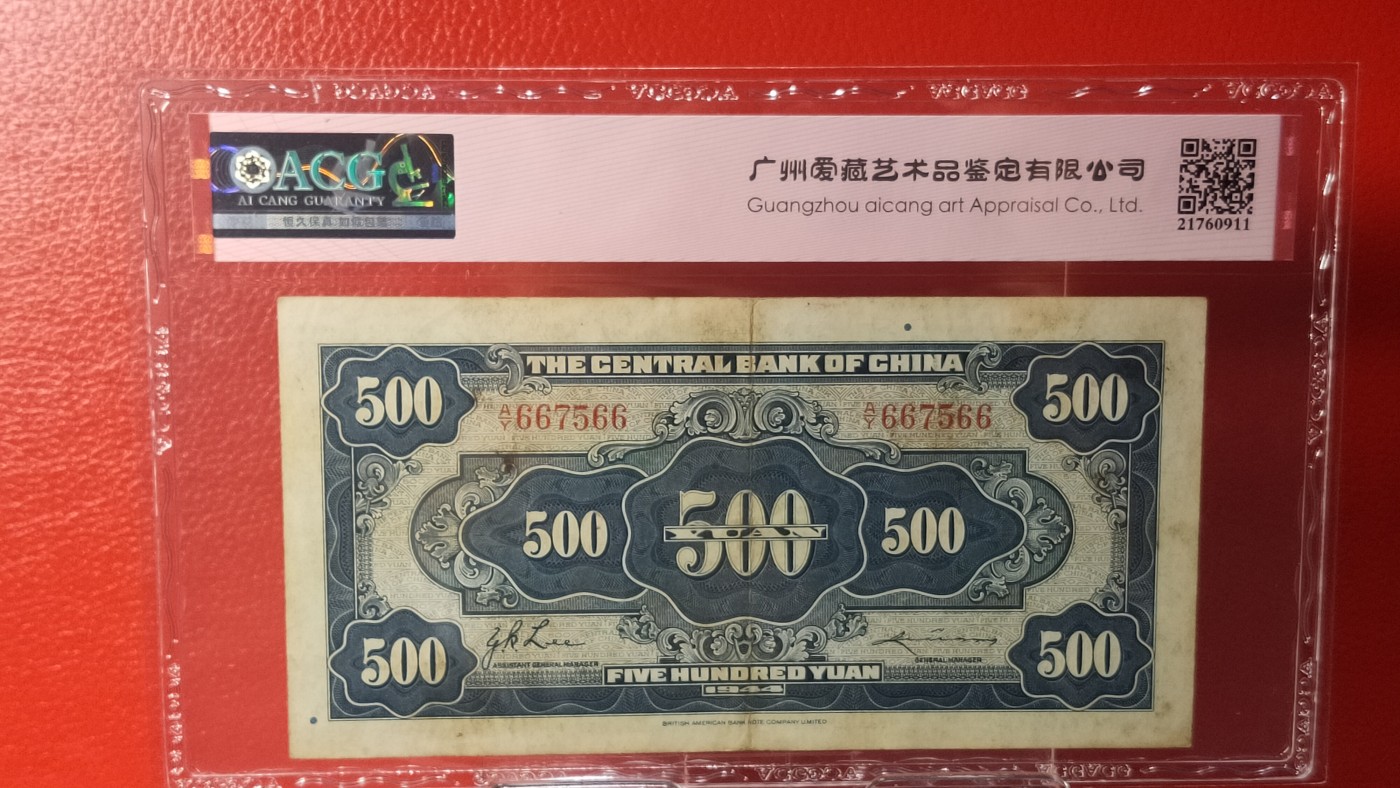 ACG
AI CANG GUARANTY
广州爱藏艺术品鉴定有限公司
Guangzhou aicang art Appraisal Co., Ltd.
21760911
THE CENTRAL BANK OF CHINA
500
500
A/Y 667566
A/Y 667566
500
500
YUAN
500
500
500
ASSISTANT GENERAL MANAGER
GENERAL MANAGER
FIVE HUNDRED YUAN
1944
BRITISH AMERICAN BANK NOTE COMPANY LIMITED